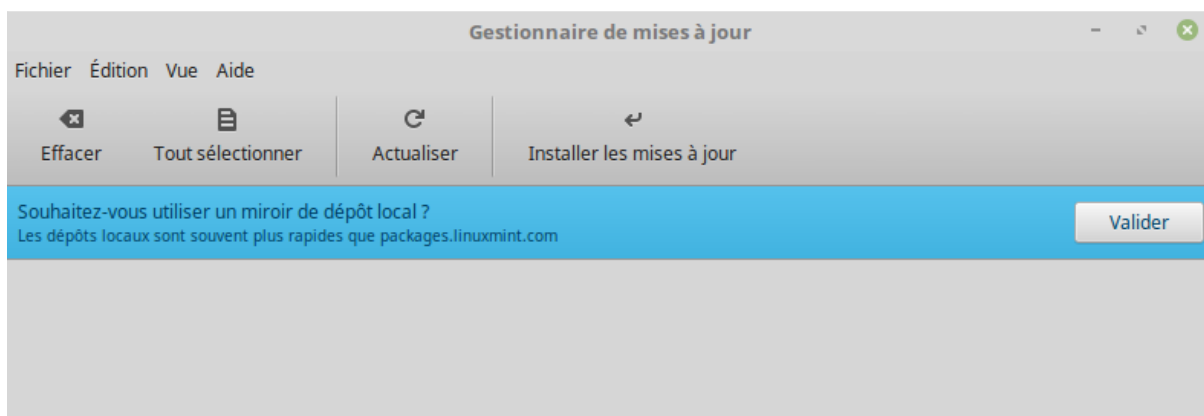 Gestionnaire de mises à jour
Fichier Édition Vue Aide
Effacer Tout sélectionner Actualiser Installer les mises à jour
Souhaitez-vous utiliser un miroir de dépôt local ?
Les dépôts locaux sont souvent plus rapides que packages.linuxmint.com
Valider